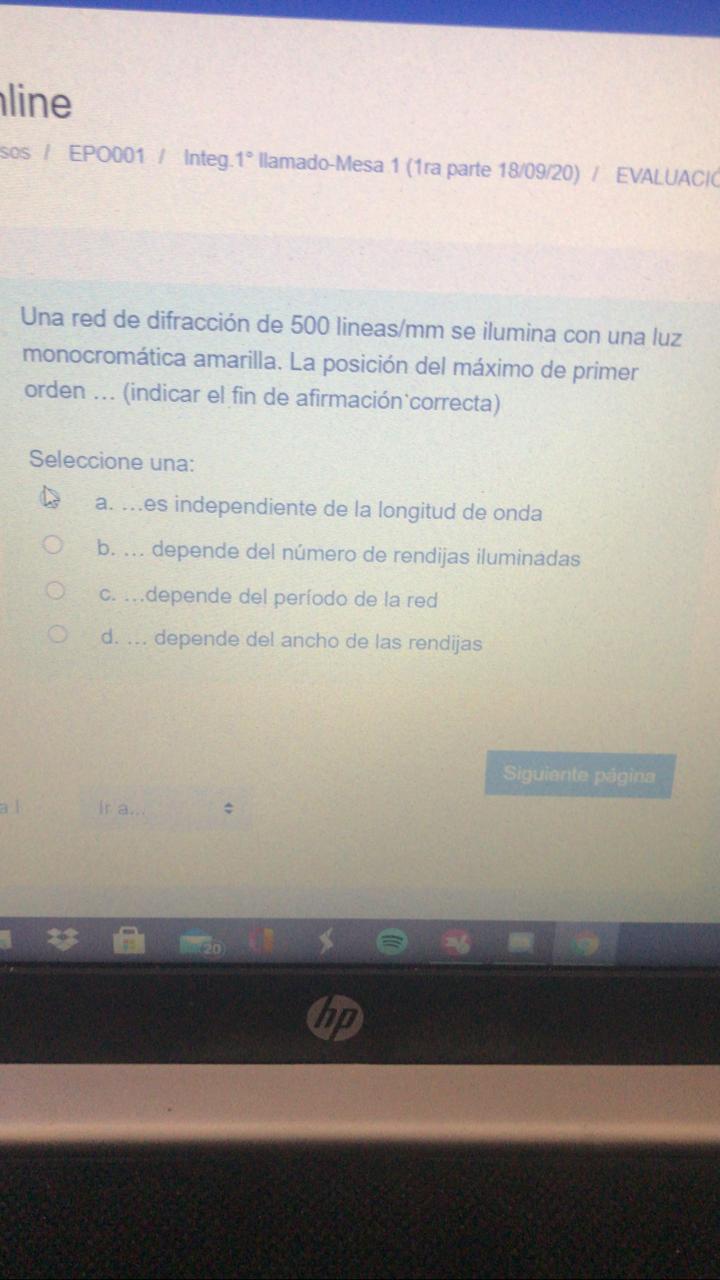 nline
sos / EPO001 / Integ.1° llamado-Mesa 1 (1ra parte 18/09/20) / EVALUACIÓ
Una red de difracción de 500 lineas/mm se ilumina con una luz
monocromática amarilla. La posición del máximo de primer
orden ... (indicar el fin de afirmación correcta)
Seleccione una:
a. ...es independiente de la longitud de onda
b. ... depende del número de rendijas iluminadas
c. ...depende del período de la red
d. ... depende del ancho de las rendijas
Siguiente página
a l
Ir a...
20
hp